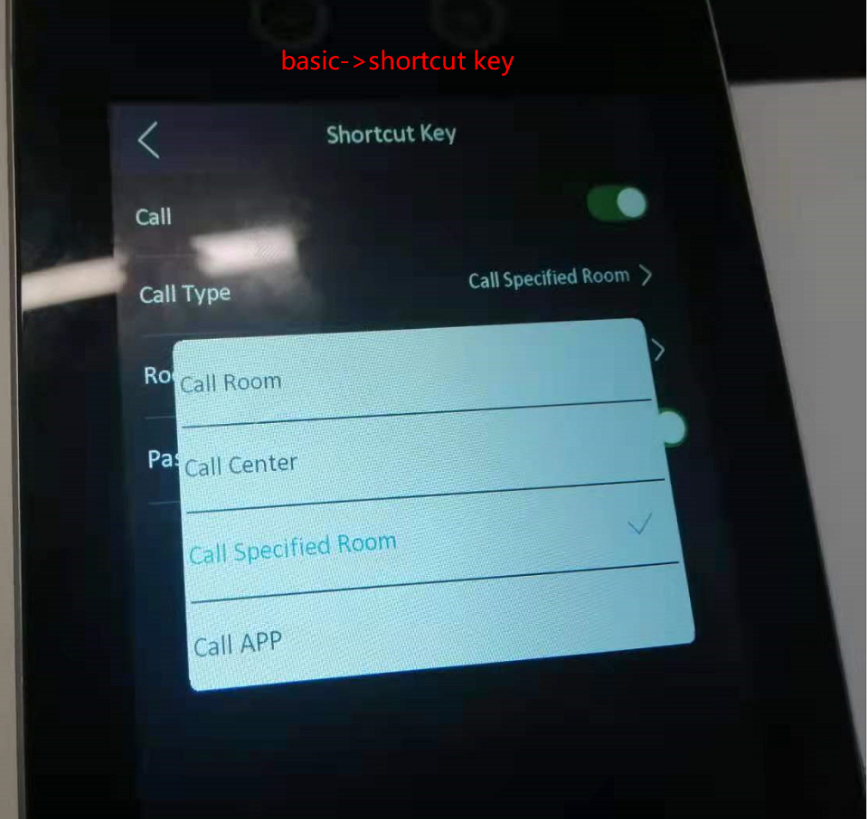 basic->shortcut key
Shortcut Key
Call
Call Type
Call Specified Room
Call Room
Call Center
Call Specified Room
Call APP